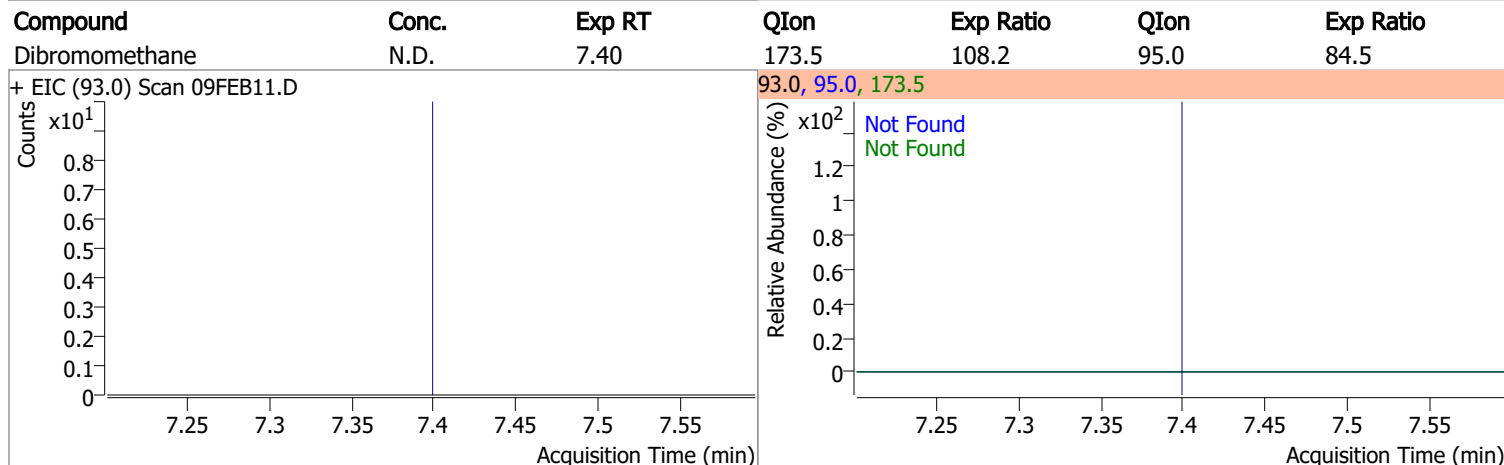 Compound Conc. Exp RT QIon Exp Ratio QIon Exp Ratio
Dibromomethane N.D. 7.40 173.5 108.2 95.0 84.5
+ EIC (93.0) Scan 09FEB11.D
Counts
x10¹
0.8
0.7
0.6
0.5
0.4
0.3
0.2
0.1
0
7.25 7.3 7.35 7.4 7.45 7.5 7.55
Acquisition Time (min)
93.0, 95.0, 173.5
Relative Abundance (%)
x10²
Not Found
Not Found
1.2
1
0.8
0.6
0.4
0.2
0
7.25 7.3 7.35 7.4 7.45 7.5 7.55
Acquisition Time (min)